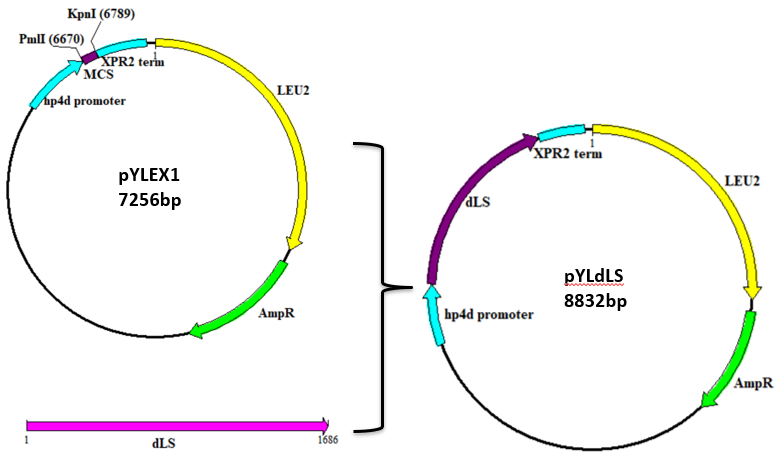 KpnI (6789)
PmlI (6670)
XPR2 term
1
MCS
LEU2
hp4d promoter
pYLEX1
7256bp
AmpR
1
1686
dLS
XPR2 term
1
LEU2
dLS
pYLdLS
8832bp
hp4d promoter
AmpR